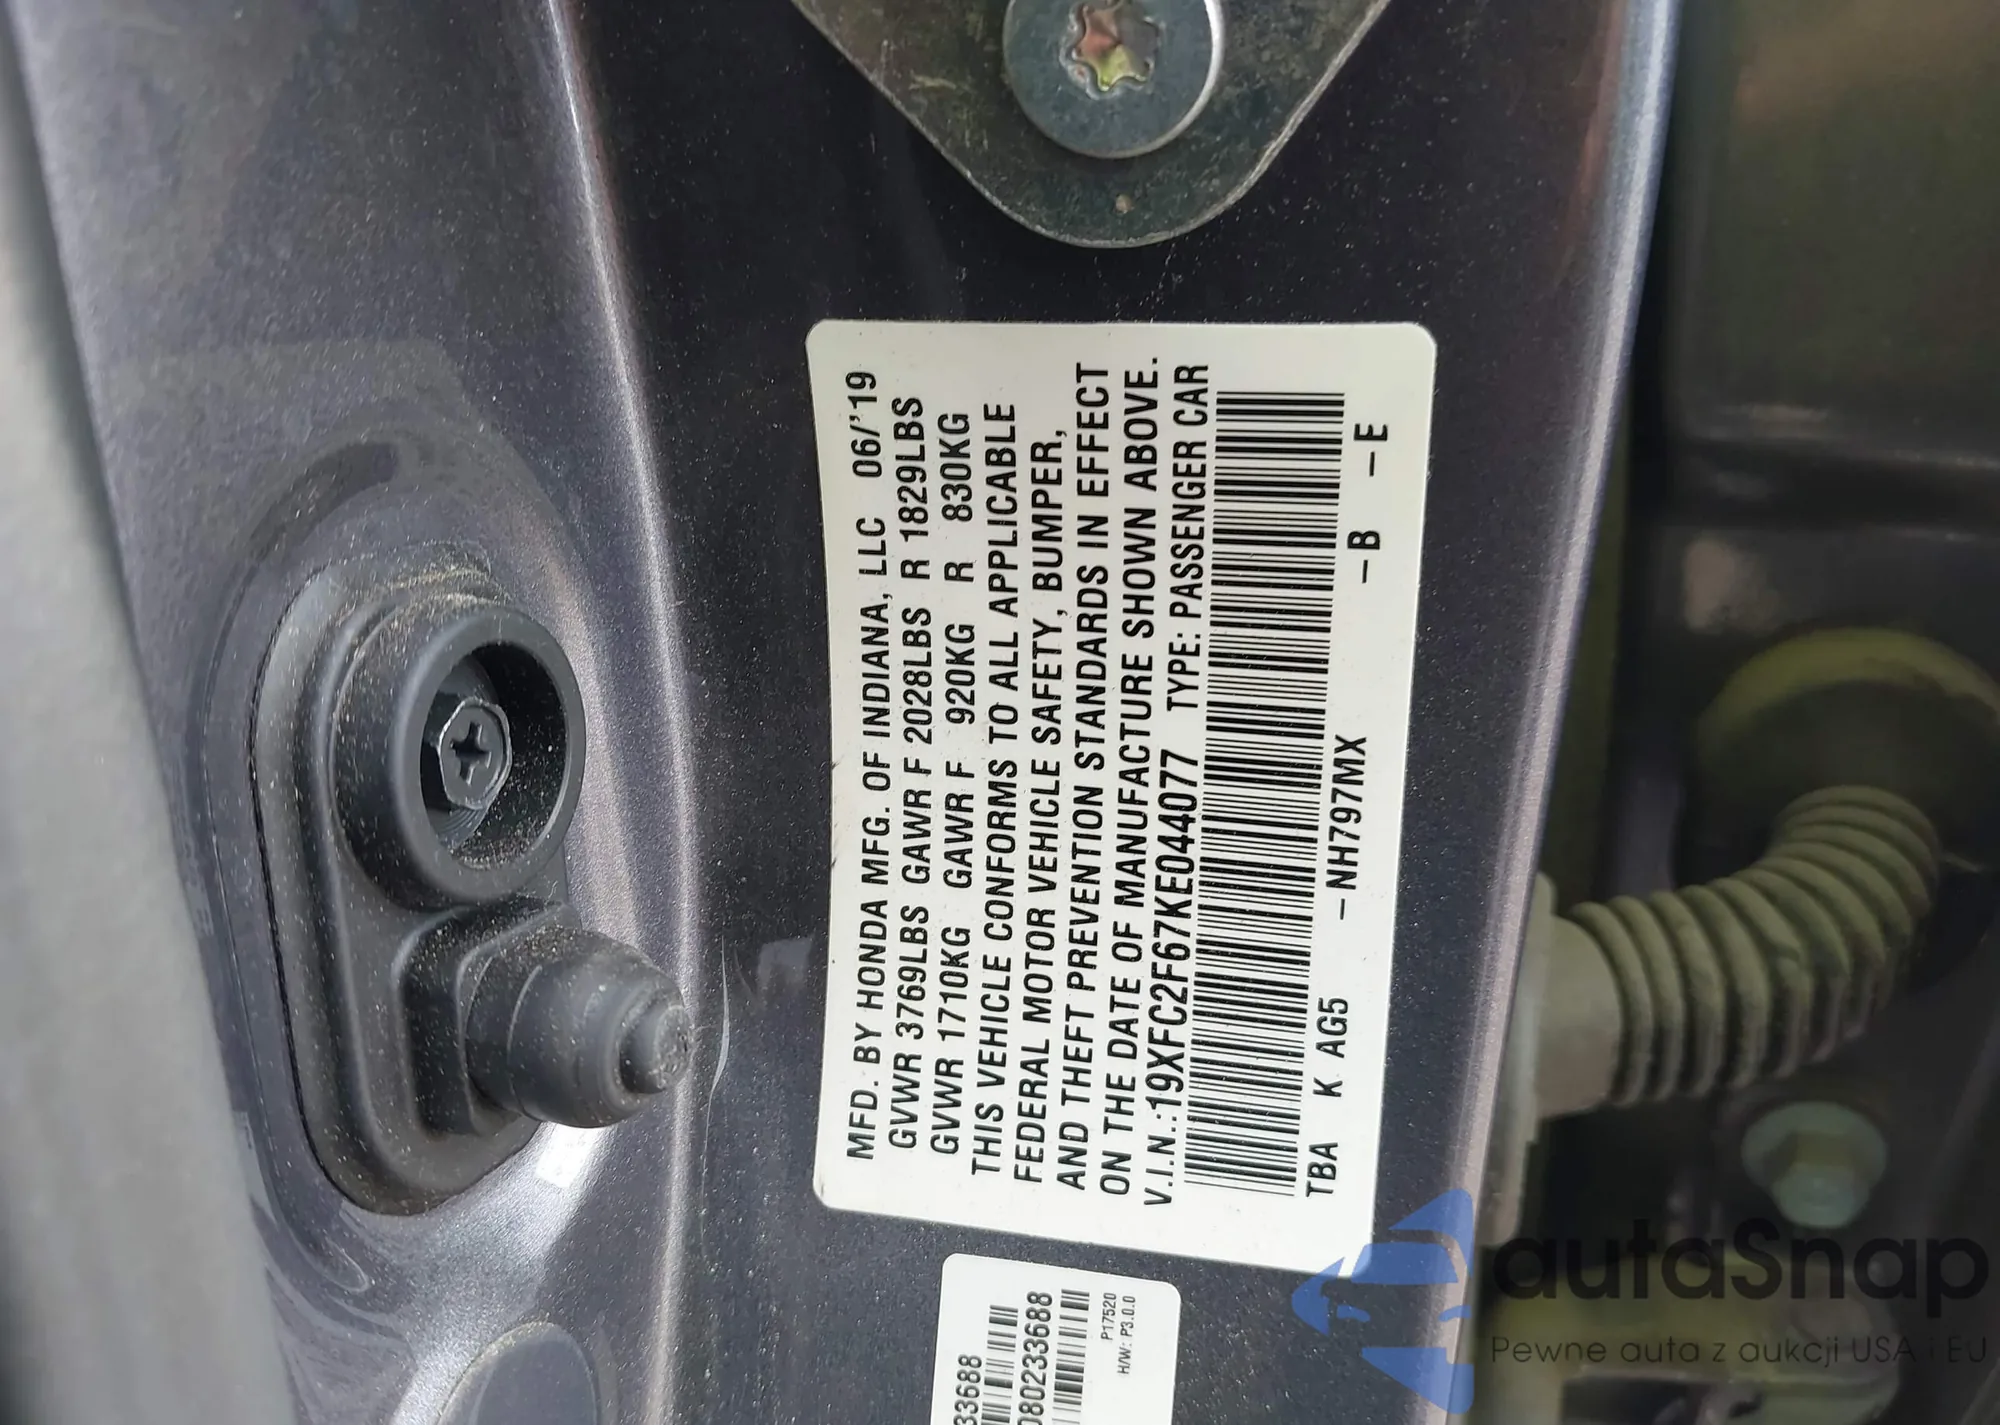 MFD. BY HONDA MFG. OF INDIANA, LLC 06/'19
GVWR 3769LBS GAWR F 2028LBS R 1829LBS
GVWR 1710KG GAWR F 920KG R 830KG
THIS VEHICLE CONFORMS TO ALL APPLICABLE
FEDERAL MOTOR VEHICLE SAFETY, BUMPER,
AND THEFT PREVENTION STANDARDS IN EFFECT
ON THE DATE OF MANUFACTURE SHOWN ABOVE.
V.I.N.:19XFC2F67KE044077 TYPE: PASSENGER CAR
TBA K AG5 -NH797MX -B -E
33688
080233688
P17520
H/W: P3.0.0
autaSnap
Pewne auta z aukcji USA i EU